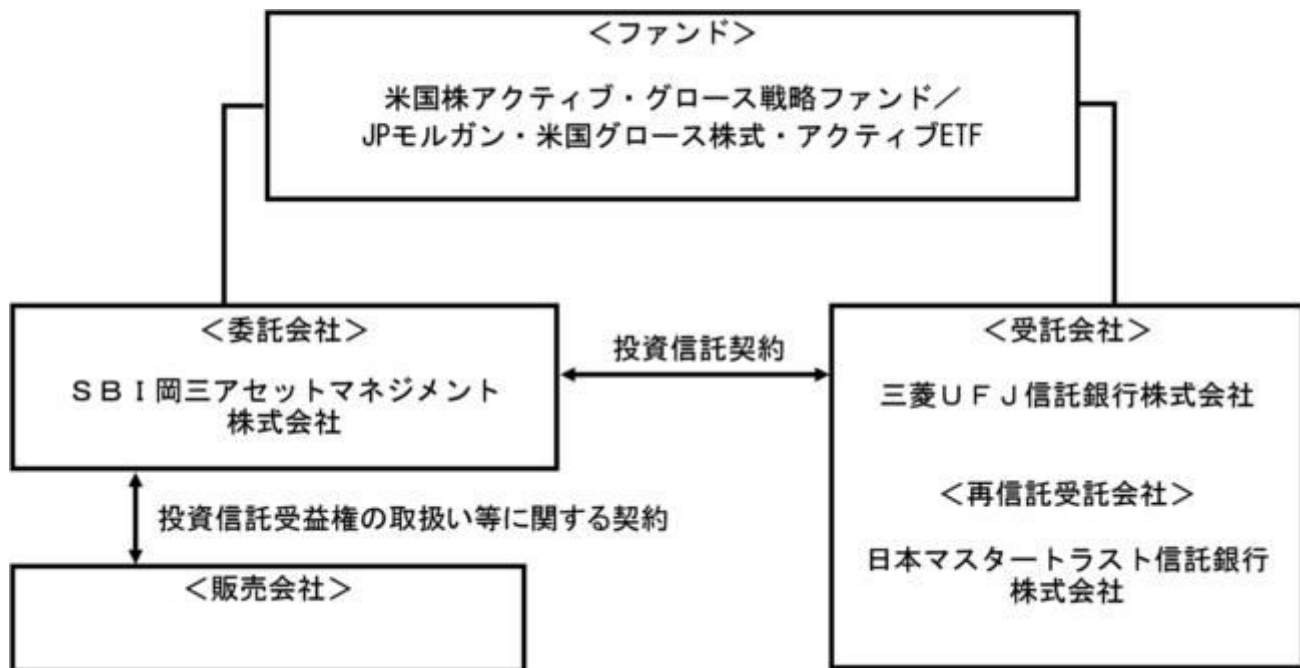 ＜ファンド＞
米国株アクティブ・グロース戦略ファンド／
JPモルガン・米国グロース株式・アクティブETF
＜委託会社＞
ＳＢＩ岡三アセットマネジメント
株式会社
投資信託契約
＜受託会社＞
三菱ＵＦＪ信託銀行株式会社
＜再信託受託会社＞
日本マスタートラスト信託銀行
株式会社
投資信託受益権の取扱い等に関する契約
＜販売会社＞